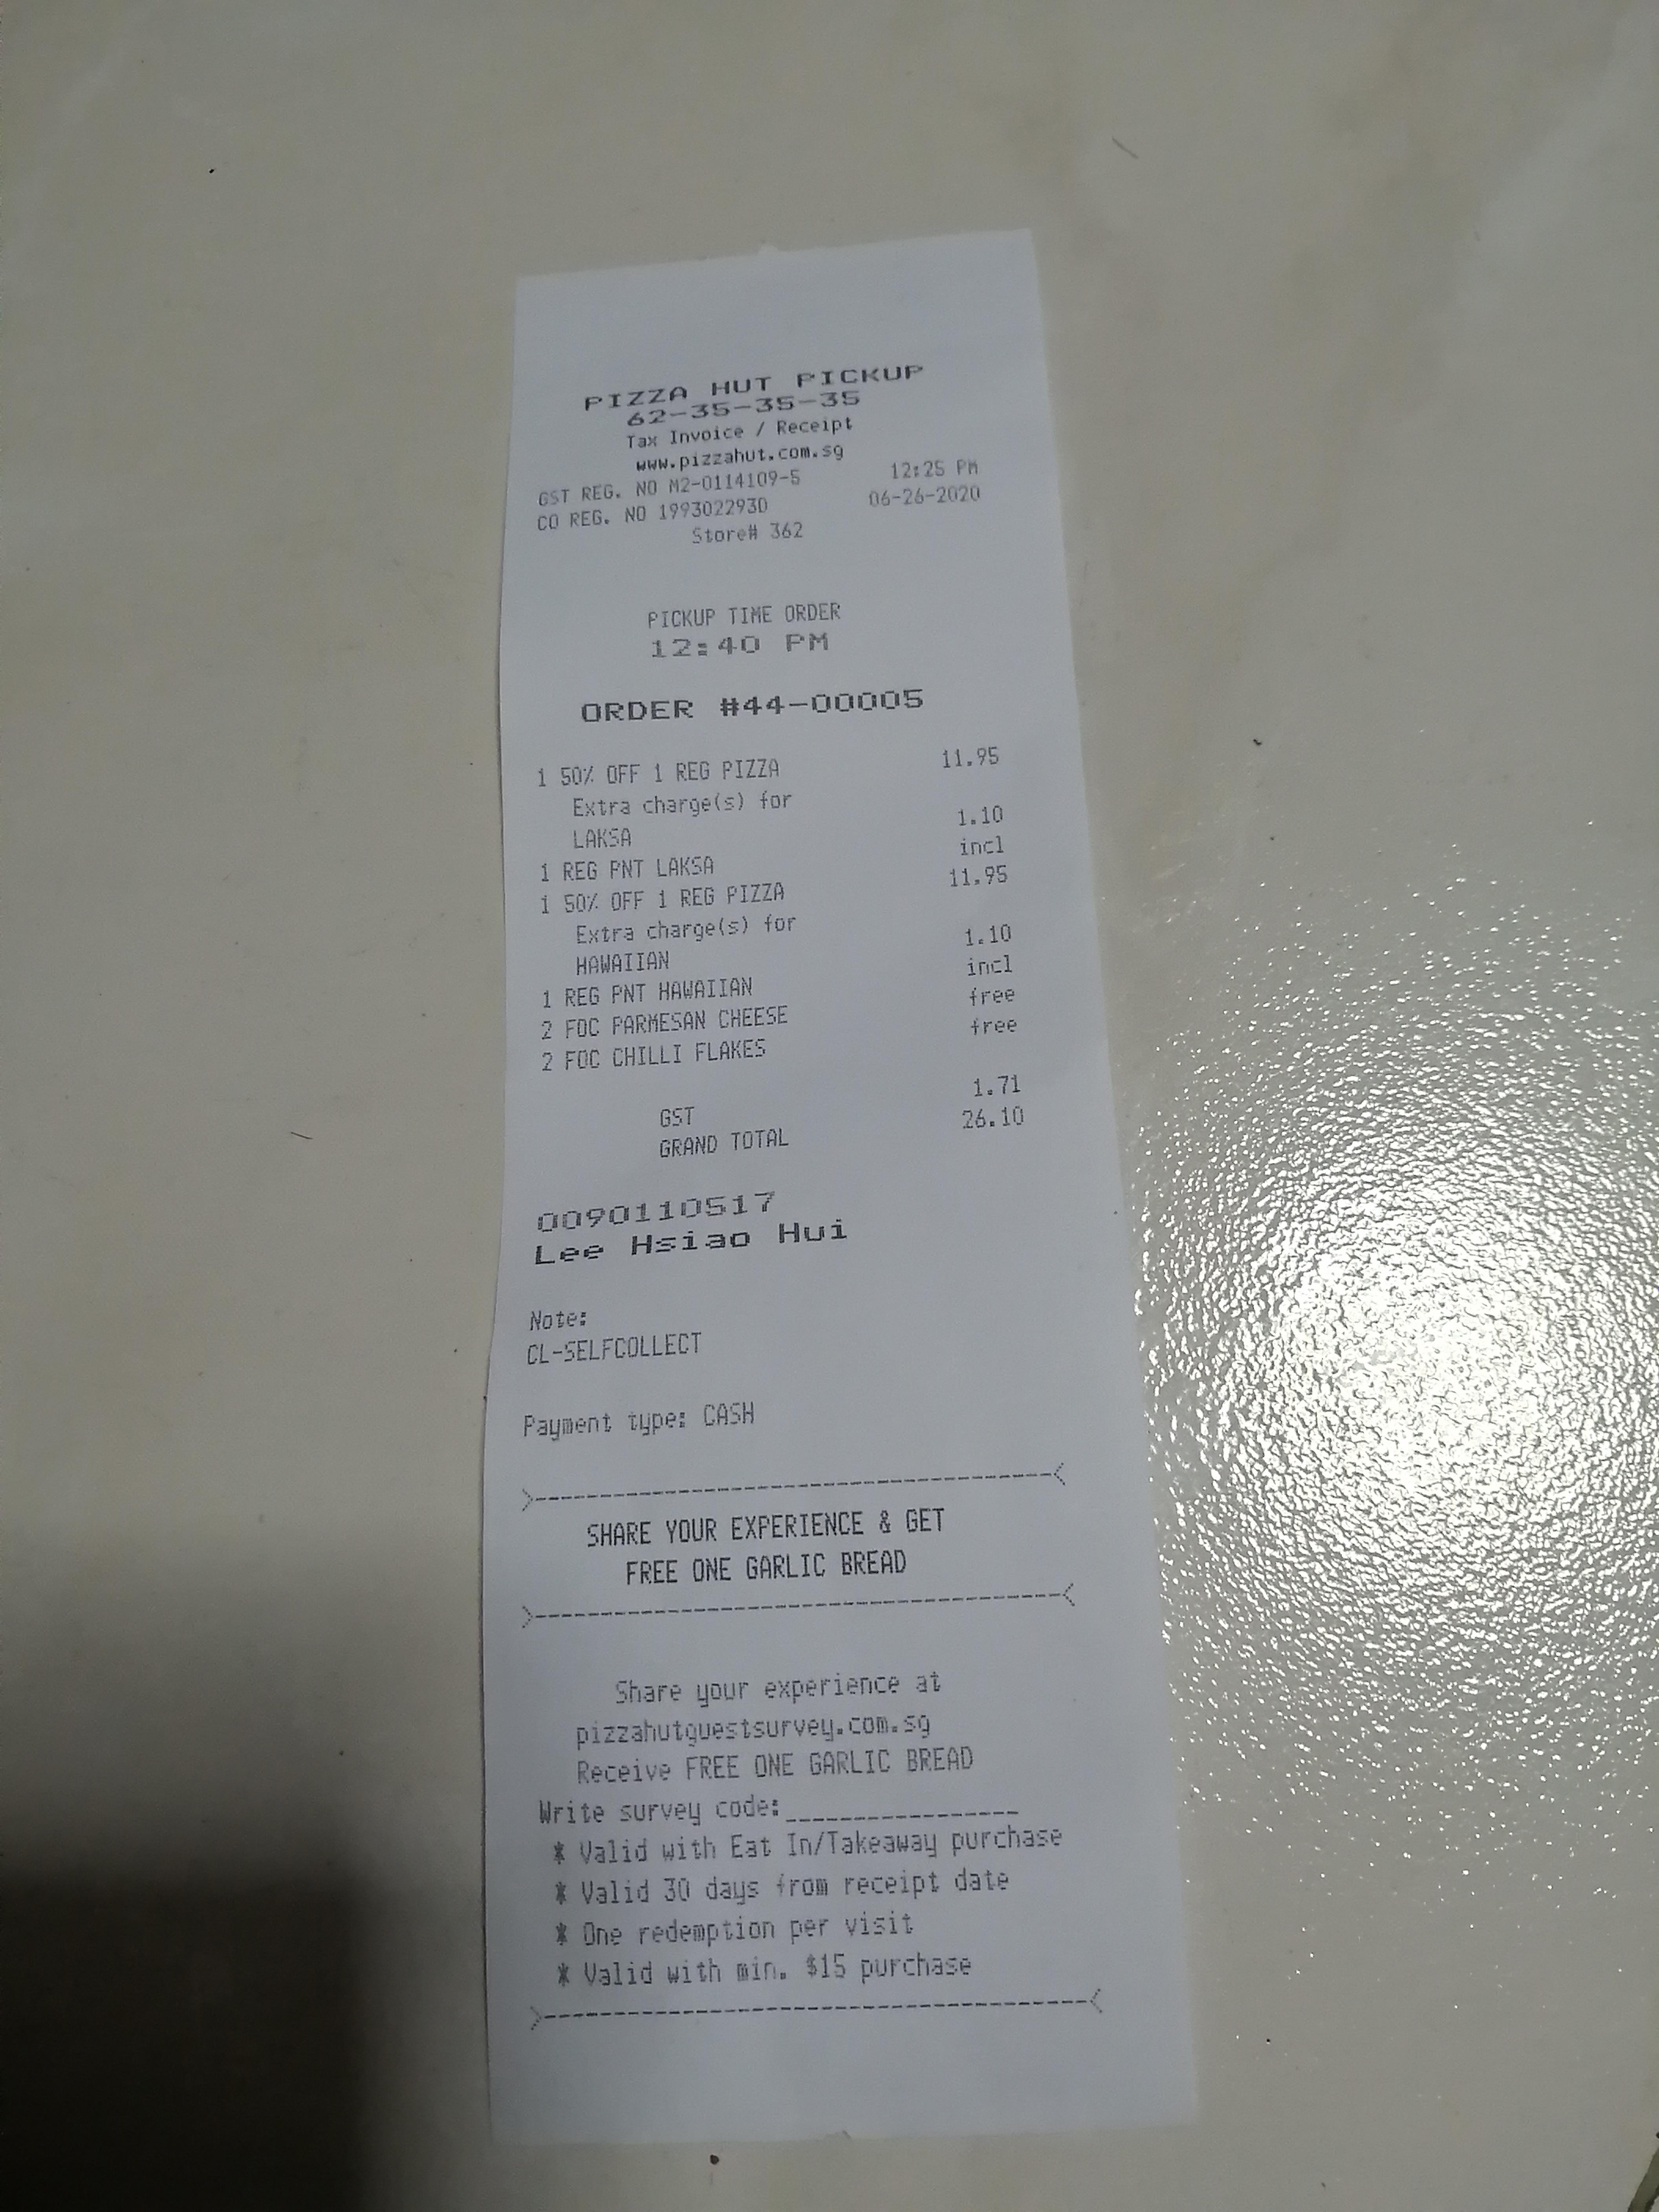 PIZZA HUT PICKUP
62-35-35-35
Tax Invoice / Receipt
www.pizzahut.com.sg
GST REG. NO M2-0114109-5 12:25 PM
CO REG. NO 199302293D 06-26-2020
Store# 362
PICKUP TIME ORDER
12:40 PM
ORDER #44-00005
1 50% OFF 1 REG PIZZA 11.95
Extra charge(s) for
LAKSA 1.10
1 REG PNT LAKSA incl
1 50% OFF 1 REG PIZZA 11.95
Extra charge(s) for
HAWAIIAN 1.10
1 REG PNT HAWAIIAN incl
2 FOC PARMESAN CHEESE free
2 FOC CHILLI FLAKES free
GST 1.71
GRAND TOTAL 26.10
0090110517
Lee Hsiao Hui
Note:
CL-SELFCOLLECT
Payment type: CASH
>---------------------------------------<
SHARE YOUR EXPERIENCE & GET
FREE ONE GARLIC BREAD
>---------------------------------------<
Share your experience at
pizzahutguestsurvey.com.sg
Receive FREE ONE GARLIC BREAD
Write survey code:_________________
* Valid with Eat In/Takeaway purchase
* Valid 30 days from receipt date
* One redemption per visit
* Valid with min. $15 purchase
>---------------------------------------<